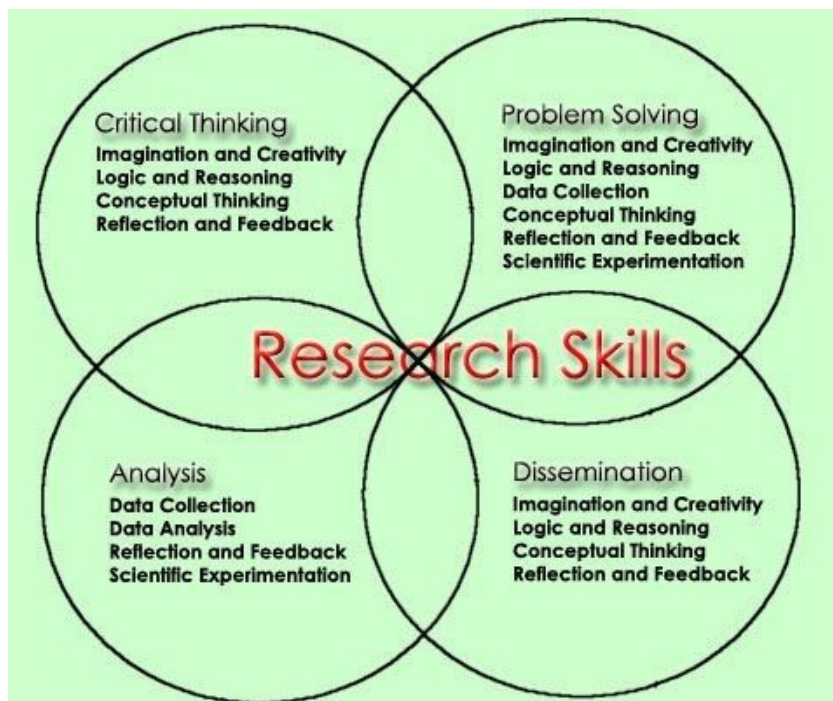 Critical Thinking
Imagination and Creativity
Logic and Reasoning
Conceptual Thinking
Reflection and Feedback
Problem Solving
Imagination and Creativity
Logic and Reasoning
Data Collection
Conceptual Thinking
Reflection and Feedback
Scientific Experimentation
Research Skills
Analysis
Data Collection
Data Analysis
Reflection and Feedback
Scientific Experimentation
Dissemination
Imagination and Creativity
Logic and Reasoning
Conceptual Thinking
Reflection and Feedback